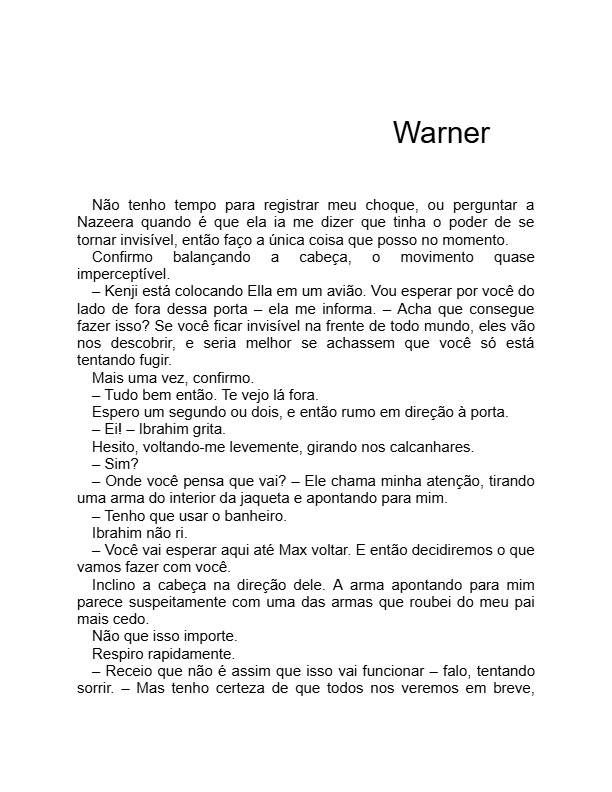 Warner
Não tenho tempo para registrar meu choque, ou perguntar a
Nazeera quando é que ela ia me dizer que tinha o poder de se
tornar invisível, então faço a única coisa que posso no momento.
Confirmo balançando a cabeça, o movimento quase
imperceptível.
– Kenji está colocando Ella em um avião. Vou esperar por você do
lado de fora dessa porta – ela me informa. – Acha que consegue
fazer isso? Se você ficar invisível na frente de todo mundo, eles vão
nos descobrir, e seria melhor se achassem que você só está
tentando fugir.
Mais uma vez, confirmo.
– Tudo bem então. Te vejo lá fora.
Espero um segundo ou dois, e então rumo em direção à porta.
– Ei! – Ibrahim grita.
Hesito, voltando-me levemente, girando nos calcanhares.
– Sim?
– Onde você pensa que vai? – Ele chama minha atenção, tirando
uma arma do interior da jaqueta e apontando para mim.
– Tenho que usar o banheiro.
Ibrahim não ri.
– Você vai esperar aqui até Max voltar. E então decidiremos o que
vamos fazer com você.
Inclino a cabeça na direção dele. A arma apontando para mim
parece suspeitamente com uma das armas que roubei do meu pai
mais cedo.
Não que isso importe.
Respiro rapidamente.
– Receio que não é assim que isso vai funcionar – falo, tentando
sorrir. – Mas tenho certeza de que todos nos veremos em breve,